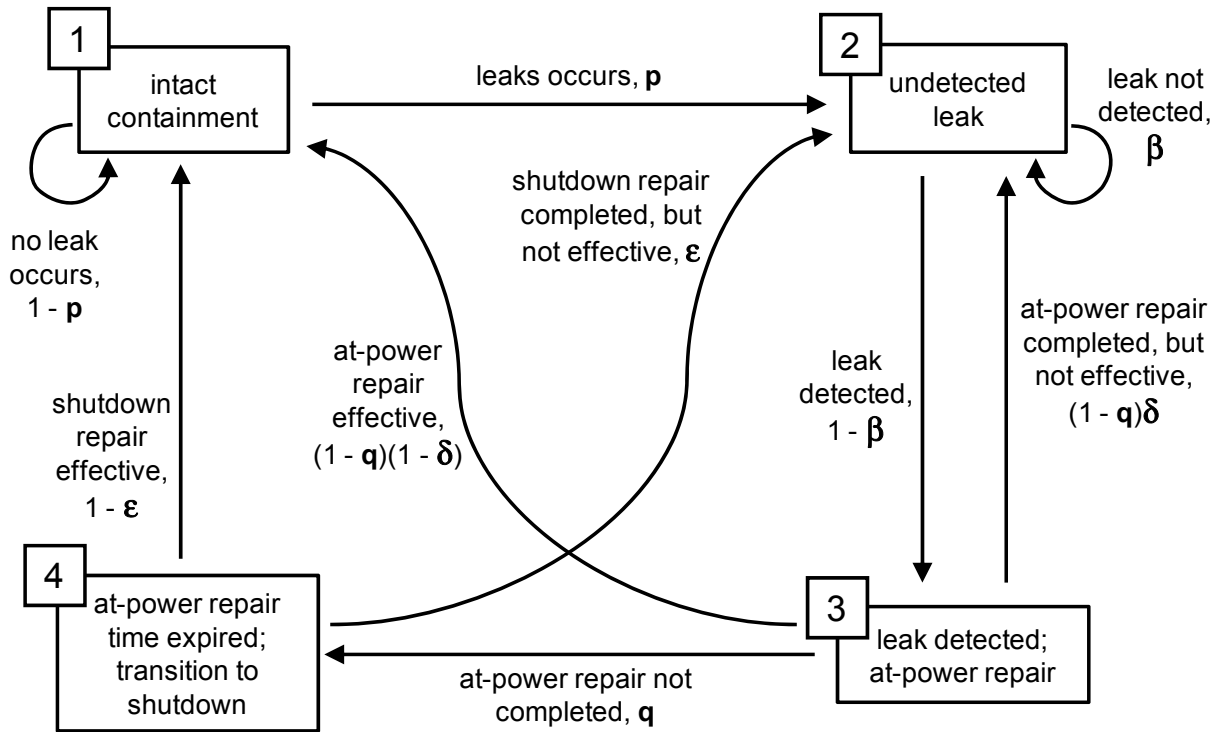 1
intact
containment
leaks occurs, p
2
undetected
leak
leak not
detected,
β
no leak
occurs,
1 - p
shutdown repair
completed, but
not effective, ε
at-power
repair
effective,
(1 - q)(1 - δ)
leak
detected,
1 - β
at-power repair
completed, but
not effective,
(1 - q)δ
shutdown
repair
effective,
1 - ε
4
at-power repair
time expired;
transition to
shutdown
at-power repair not
completed, q
3
leak detected;
at-power repair